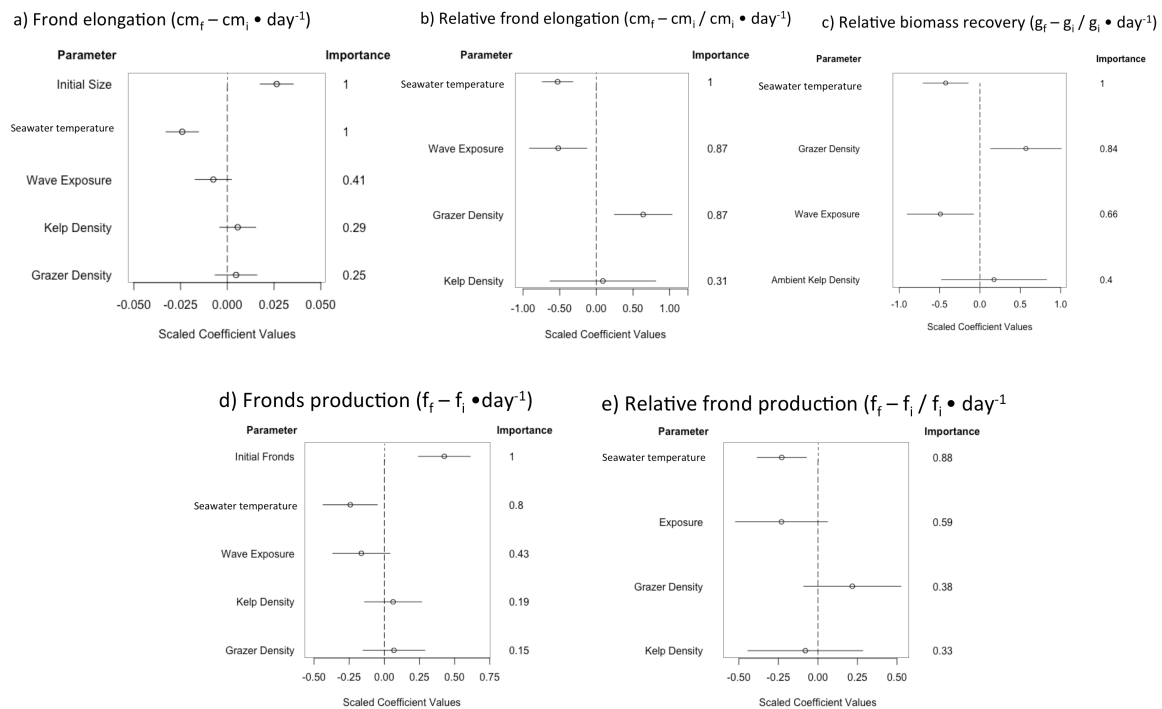 a) Frond elongation (cm_f – cm_i • day⁻¹)
Parameter Importance
Initial Size 1
Seawater temperature 1
Wave Exposure 0.41
Kelp Density 0.29
Grazer Density 0.25
-0.050 -0.025 0.000 0.025 0.050
Scaled Coefficient Values
b) Relative frond elongation (cm_f – cm_i / cm_i • day⁻¹)
Parameter Importance
Seawater temperature 1
Wave Exposure 0.87
Grazer Density 0.87
Kelp Density 0.31
-1.00 -0.50 0.00 0.50 1.00
Scaled Coefficient Values
c) Relative biomass recovery (g_f – g_i / g_i • day⁻¹)
Parameter Importance
Seawater temperature 1
Grazer Density 0.84
Wave Exposure 0.66
Ambient Kelp Density 0.4
-1.0 -0.5 0.0 0.5 1.0
Scaled Coefficient Values
d) Fronds production (f_f – f_i •day⁻¹)
Parameter Importance
Initial Fronds 1
Seawater temperature 0.8
Wave Exposure 0.43
Kelp Density 0.19
Grazer Density 0.15
-0.50 -0.25 0.00 0.25 0.50 0.75
Scaled Coefficient Values
e) Relative frond production (f_f – f_i / f_i • day⁻¹
Parameter Importance
Seawater temperature 0.88
Exposure 0.59
Grazer Density 0.38
Kelp Density 0.33
-0.50 -0.25 0.00 0.25 0.50
Scaled Coefficient Values